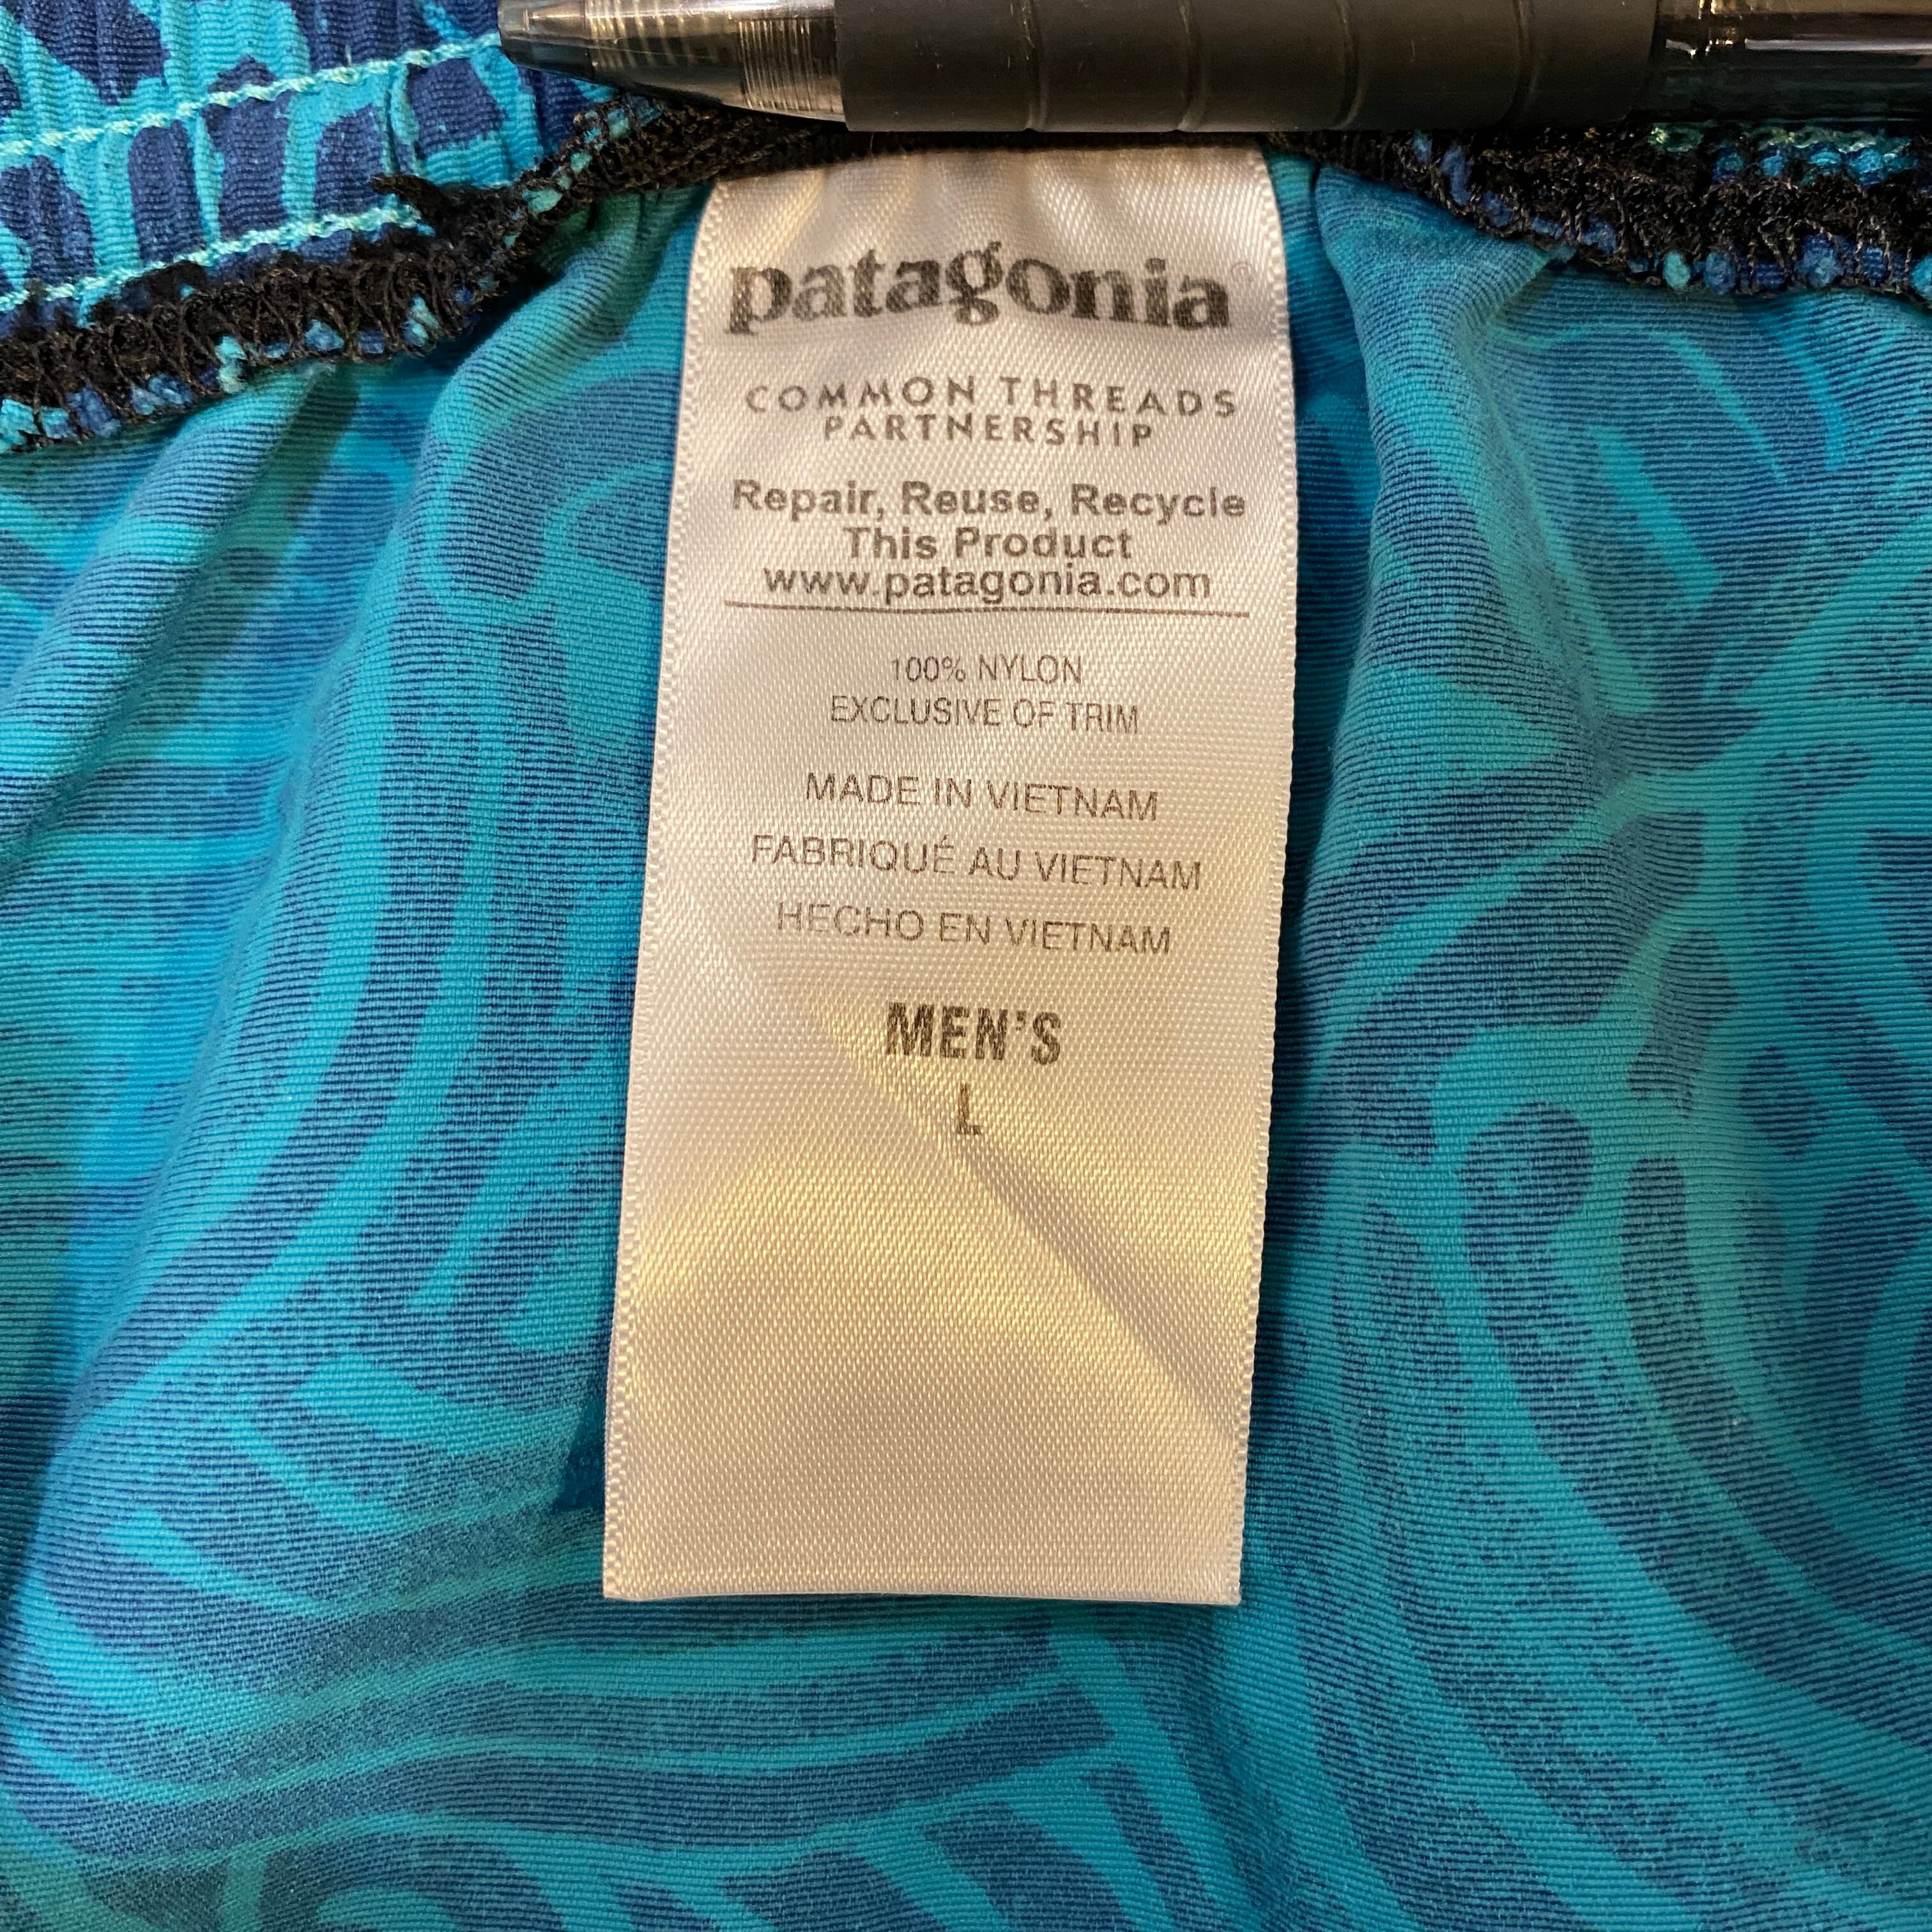 patagonia®
COMMON THREADS
PARTNERSHIP
Repair, Reuse, Recycle
This Product
www.patagonia.com
100% NYLON
EXCLUSIVE OF TRIM
MADE IN VIETNAM
FABRIQUÉ AU VIETNAM
HECHO EN VIETNAM
MEN'S
L